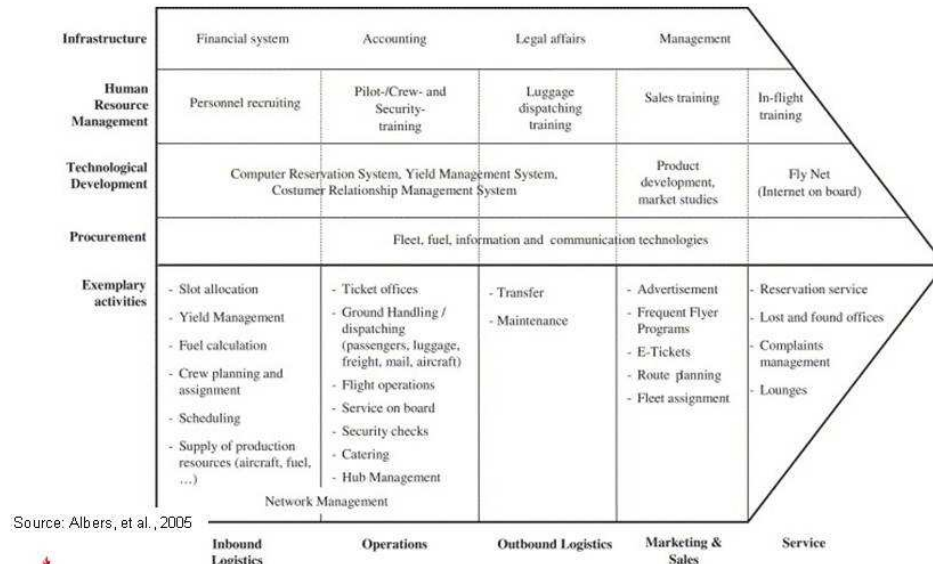 Infrastructure
Financial system
Accounting
Legal affairs
Management
Human
Resource
Management
Personnel recruiting
Pilot-/Crew- and
Security-
training
Luggage
dispatching
training
Sales training
In-flight
training
Technological
Development
Computer Reservation System, Yield Management System,
Costumer Relationship Management System
Product
development,
market studies
Fly Net
(Internet on board)
Procurement
Fleet, fuel, information and communication technologies
Exemplary
activities
- Slot allocation
- Yield Management
- Fuel calculation
- Crew planning and
assignment
- Scheduling
- Supply of production
resources (aircraft, fuel,
…)
- Ticket offices
- Ground Handling /
dispatching
(passengers, luggage,
freight, mail, aircraft)
- Flight operations
- Service on board
- Security checks
- Catering
- Hub Management
Network Management
- Transfer
- Maintenance
- Advertisement
- Frequent Flyer
Programs
- E-Tickets
- Route planning
- Fleet assignment
- Reservation service
- Lost and found offices
- Complaints
management
- Lounges
Source: Albers, et al., 2005
Inbound
Logistics
Operations
Outbound Logistics
Marketing &
Sales
Service